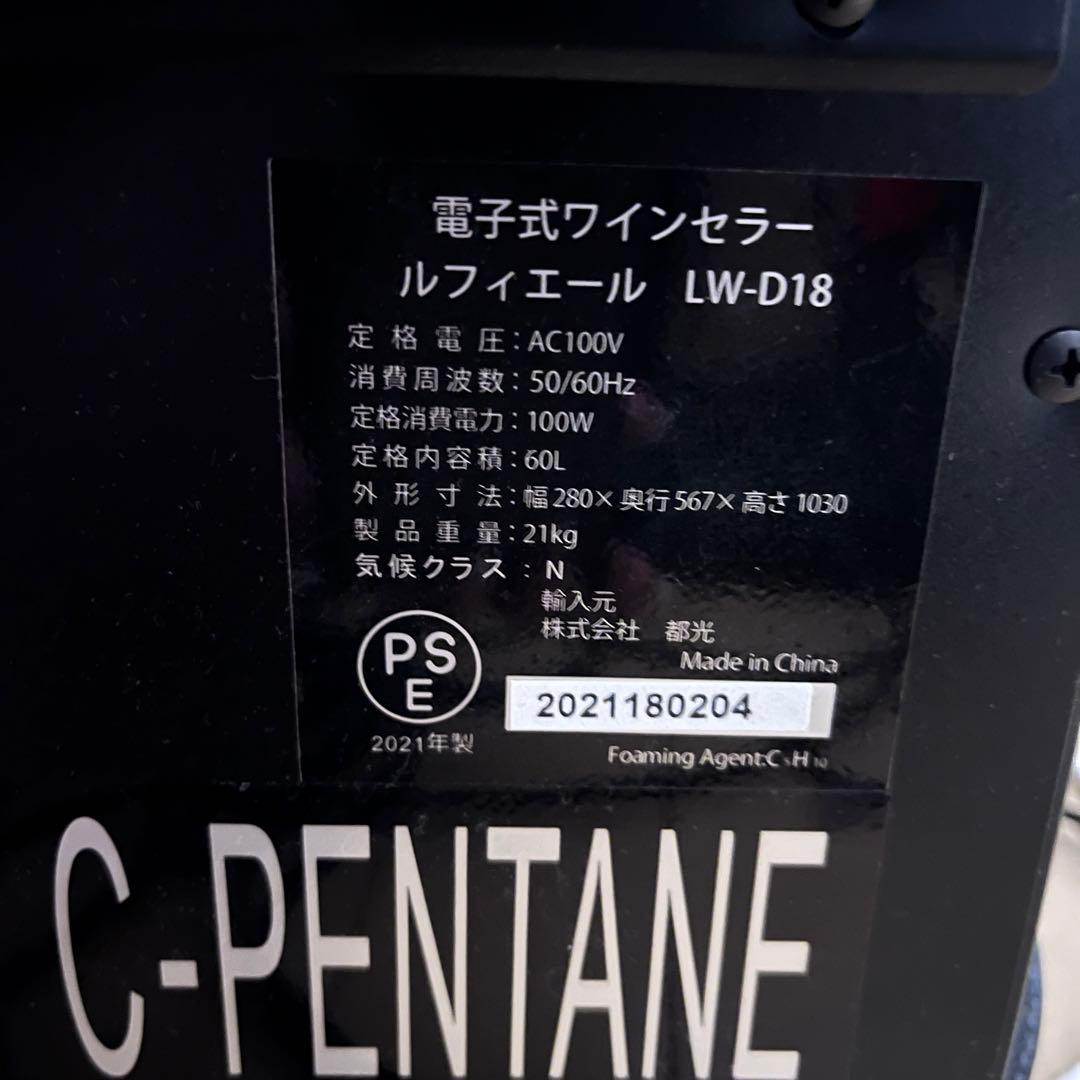 電子式ワインセラー
ルフィエール LW-D18
定格電圧：AC100V
消費周波数：50/60Hz
定格消費電力：100W
定格内容積：60L
外形寸法：幅280×奥行567×高さ1030
製品重量：21kg
気候クラス：N
輸入元
株式会社 都光
Made in China
PS
E
2021180204
2021年製
Foaming Agent:C₅H₁₀
C-PENTANE